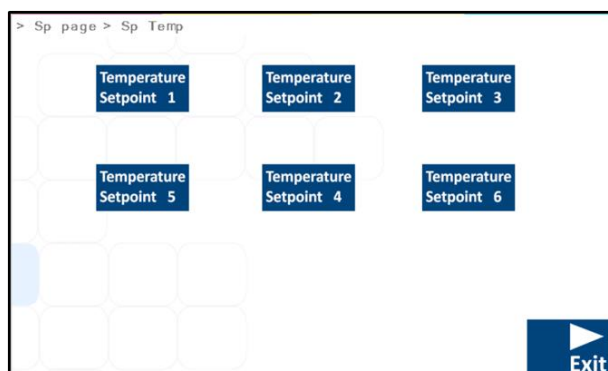 > Sp page > Sp Temp
Temperature
Setpoint 1
Temperature
Setpoint 2
Temperature
Setpoint 3
Temperature
Setpoint 5
Temperature
Setpoint 4
Temperature
Setpoint 6
Exit